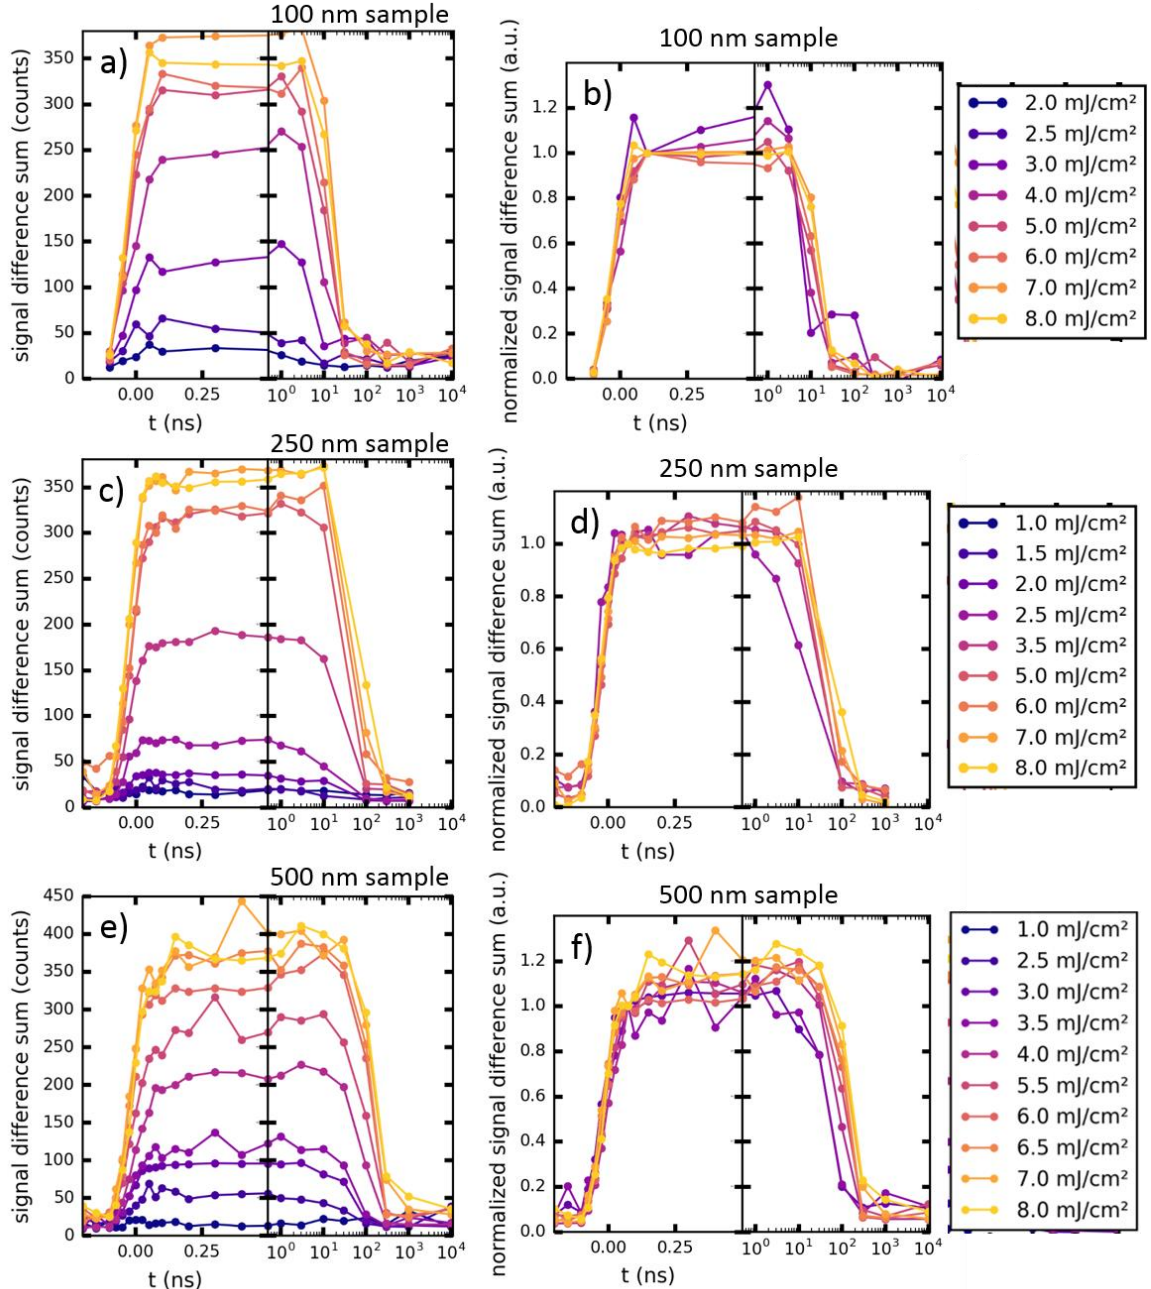 100 nm sample
a)
signal difference sum (counts)
350
300
250
200
150
100
50
0
0.00 0.25 10⁰ 10¹ 10² 10³ 10⁴
t (ns)
100 nm sample
b)
normalized signal difference sum (a.u.)
1.2
1.0
0.8
0.6
0.4
0.2
0.0
0.00 0.25 10⁰ 10¹ 10² 10³ 10⁴
t (ns)
2.0 mJ/cm²
2.5 mJ/cm²
3.0 mJ/cm²
4.0 mJ/cm²
5.0 mJ/cm²
6.0 mJ/cm²
7.0 mJ/cm²
8.0 mJ/cm²
250 nm sample
c)
signal difference sum (counts)
350
300
250
200
150
100
50
0
0.00 0.25 10⁰ 10¹ 10² 10³ 10⁴
t (ns)
250 nm sample
d)
normalized signal difference sum (a.u.)
1.0
0.8
0.6
0.4
0.2
0.0
0.00 0.25 10⁰ 10¹ 10² 10³ 10⁴
t (ns)
1.0 mJ/cm²
1.5 mJ/cm²
2.0 mJ/cm²
2.5 mJ/cm²
3.5 mJ/cm²
5.0 mJ/cm²
6.0 mJ/cm²
7.0 mJ/cm²
8.0 mJ/cm²
500 nm sample
e)
signal difference sum (counts)
450
400
350
300
250
200
150
100
50
0
0.00 0.25 10⁰ 10¹ 10² 10³ 10⁴
t (ns)
500 nm sample
f)
normalized signal difference sum (a.u.)
1.2
1.0
0.8
0.6
0.4
0.2
0.0
0.00 0.25 10⁰ 10¹ 10² 10³ 10⁴
t (ns)
1.0 mJ/cm²
2.5 mJ/cm²
3.0 mJ/cm²
3.5 mJ/cm²
4.0 mJ/cm²
5.5 mJ/cm²
6.0 mJ/cm²
6.5 mJ/cm²
7.0 mJ/cm²
8.0 mJ/cm²